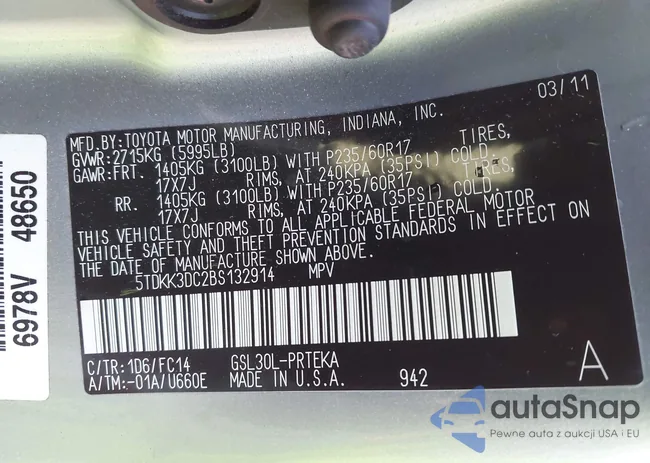 03/11
MFD.BY:TOYOTA MOTOR MANUFACTURING, INDIANA, INC.
GVWR:2715KG (5995LB)
GAWR:FRT. 1405KG (3100LB) WITH P235/60R17 TIRES,
17X7J RIMS, AT 240KPA (35PSI) COLD.
RR. 1405KG (3100LB) WITH P235/60R17 TIRES,
17X7J RIMS, AT 240KPA (35PSI) COLD.
THIS VEHICLE CONFORMS TO ALL APPLICABLE FEDERAL MOTOR
VEHICLE SAFETY AND THEFT PREVENTION STANDARDS IN EFFECT ON
THE DATE OF MANUFACTURE SHOWN ABOVE.
5TDKK3DC2BS132914 MPV
C/TR:1D6/FC14 GSL30L-PRTEKA
A/TM:-01A/U660E MADE IN U.S.A. 942 A
6978V 48650
autaSnap
Pewne auta z aukcji USA i EU